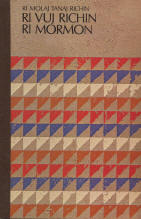 RI MOLAJ TANAJ RICHIN
RI VUJ RICHIN
RI MORMON